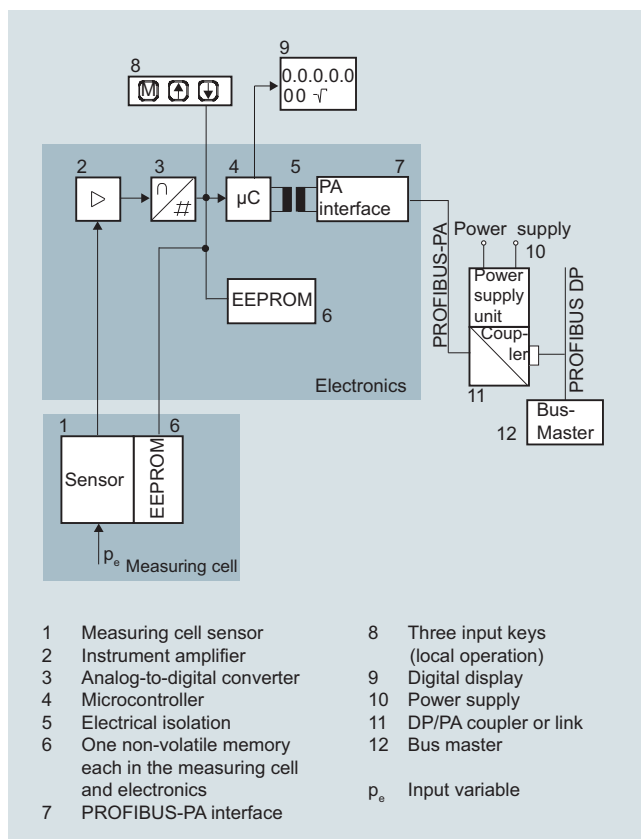 9
8
0.0.0.0.0
00 √
M
2
3
4
5
7
µC
PA
interface
∩
#
PROFIBUS-PA
Power supply
10
Power
supply
unit
Coup-
ler
PROFIBUS DP
EEPROM
6
Electronics
11
12
Bus-
Master
1
6
Sensor
EEPROM
pe Measuring cell
1 Measuring cell sensor
2 Instrument amplifier
3 Analog-to-digital converter
4 Microcontroller
5 Electrical isolation
6 One non-volatile memory
each in the measuring cell
and electronics
7 PROFIBUS-PA interface
8 Three input keys
(local operation)
9 Digital display
10 Power supply
11 DP/PA coupler or link
12 Bus master
pe Input variable